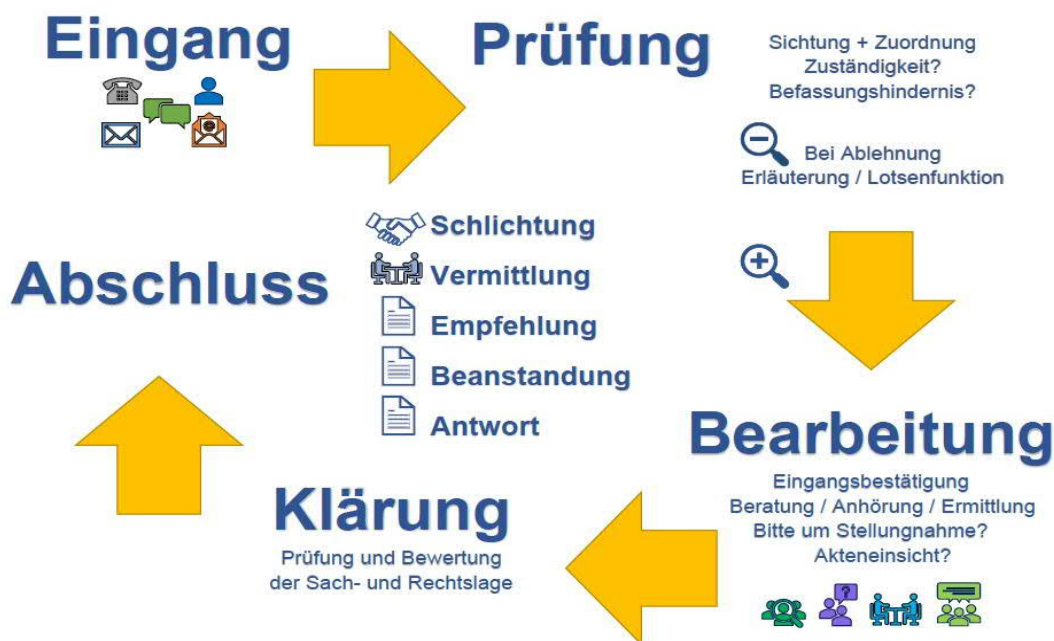 Eingang
Prüfung
Sichtung + Zuordnung
Zuständigkeit?
Befassungshindernis?
Bei Ablehnung
Erläuterung / Lotsenfunktion
Bearbeitung
Eingangsbestätigung
Beratung / Anhörung / Ermittlung
Bitte um Stellungnahme?
Akteneinsicht?
Klärung
Prüfung und Bewertung
der Sach- und Rechtslage
Abschluss
Schlichtung
Vermittlung
Empfehlung
Beanstandung
Antwort